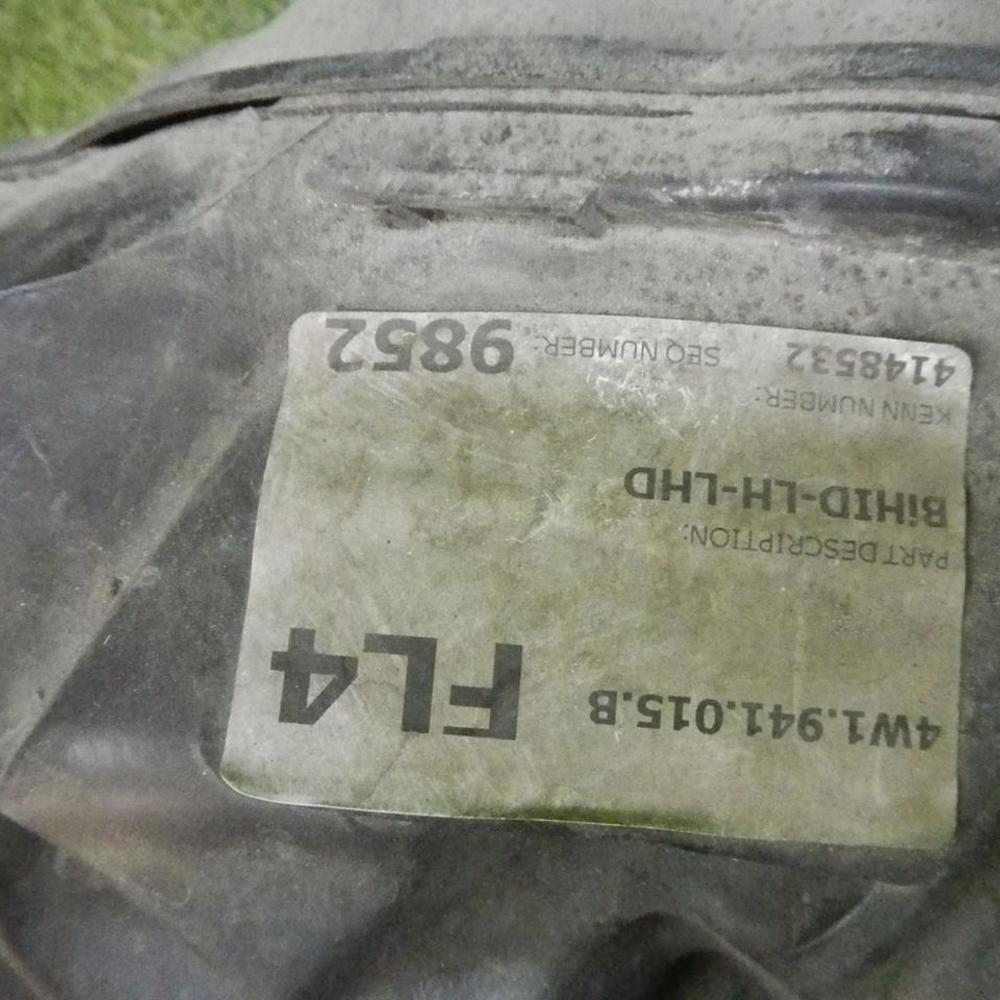 4W1.941.015.B FL4
PART DESCRIPTION:
BiHID-LH-LHD
KENN NUMBER:
4148532 SEQ NUMBER: 9852